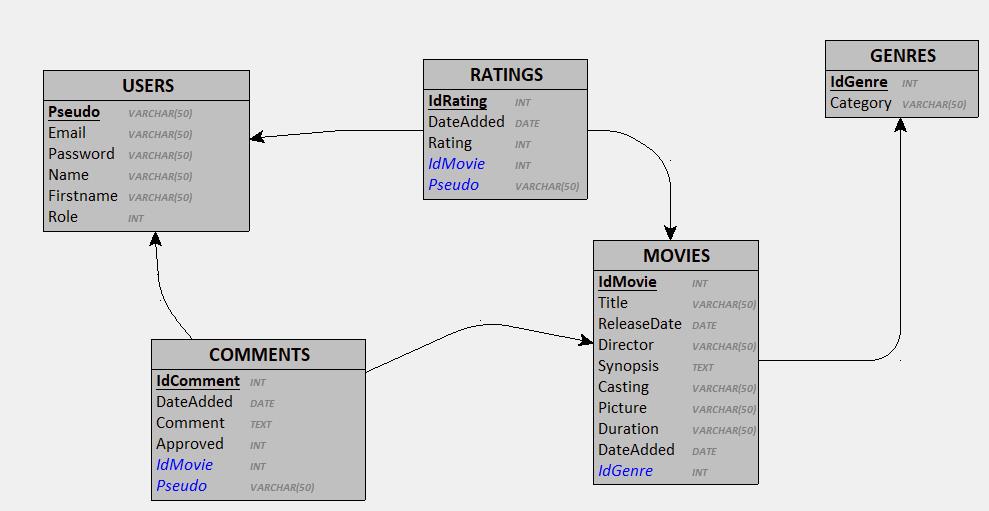 USERS
Pseudo VARCHAR(50)
Email VARCHAR(50)
Password VARCHAR(50)
Name VARCHAR(50)
Firstname VARCHAR(50)
Role INT
RATINGS
IdRating INT
DateAdded DATE
Rating INT
IdMovie INT
Pseudo VARCHAR(50)
GENRES
IdGenre INT
Category VARCHAR(50)
COMMENTS
IdComment INT
DateAdded DATE
Comment TEXT
Approved INT
IdMovie INT
Pseudo VARCHAR(50)
MOVIES
IdMovie INT
Title VARCHAR(50)
ReleaseDate DATE
Director VARCHAR(50)
Synopsis TEXT
Casting VARCHAR(50)
Picture VARCHAR(50)
Duration VARCHAR(50)
DateAdded DATE
IdGenre INT